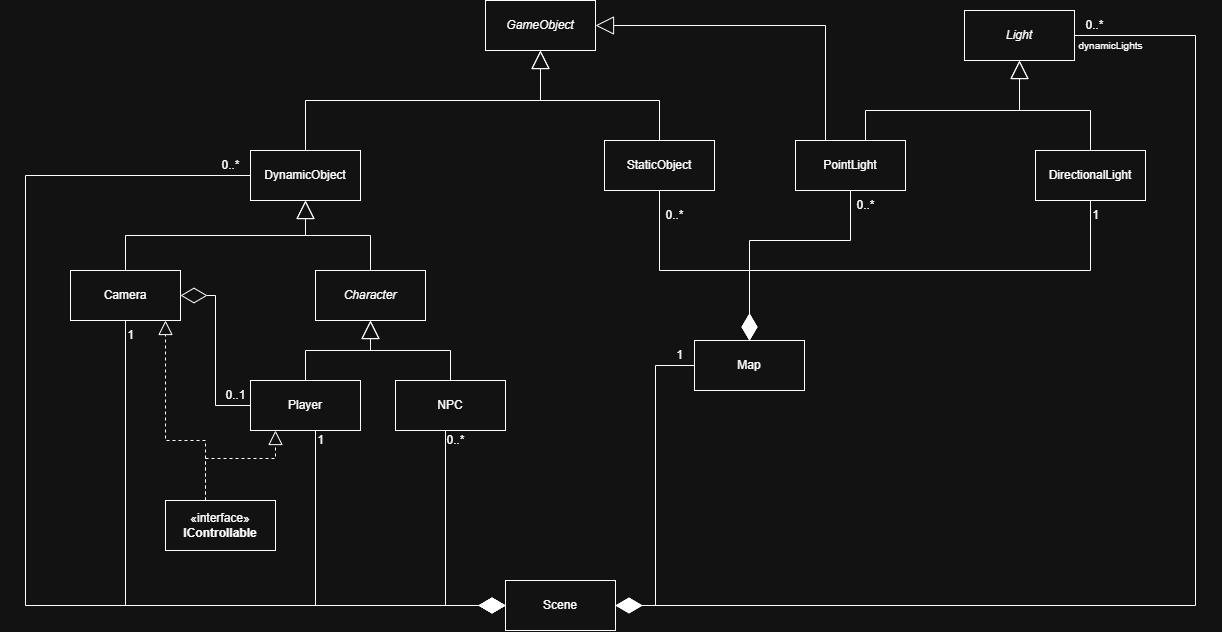 GameObject
Light
0..*
dynamicLights
0..*
DynamicObject
StaticObject
PointLight
DirectionalLight
0..*
0..*
1
Camera
Character
1
1
Map
0..1
Player
NPC
1
0..*
«interface»
IControllable
Scene